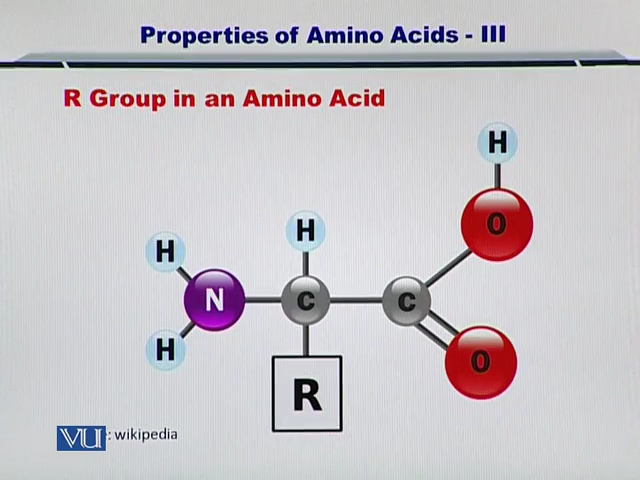 Properties of Amino Acids - III
R Group in an Amino Acid
H
O
H
H
N
C
C
H
O
R
VU : wikipedia